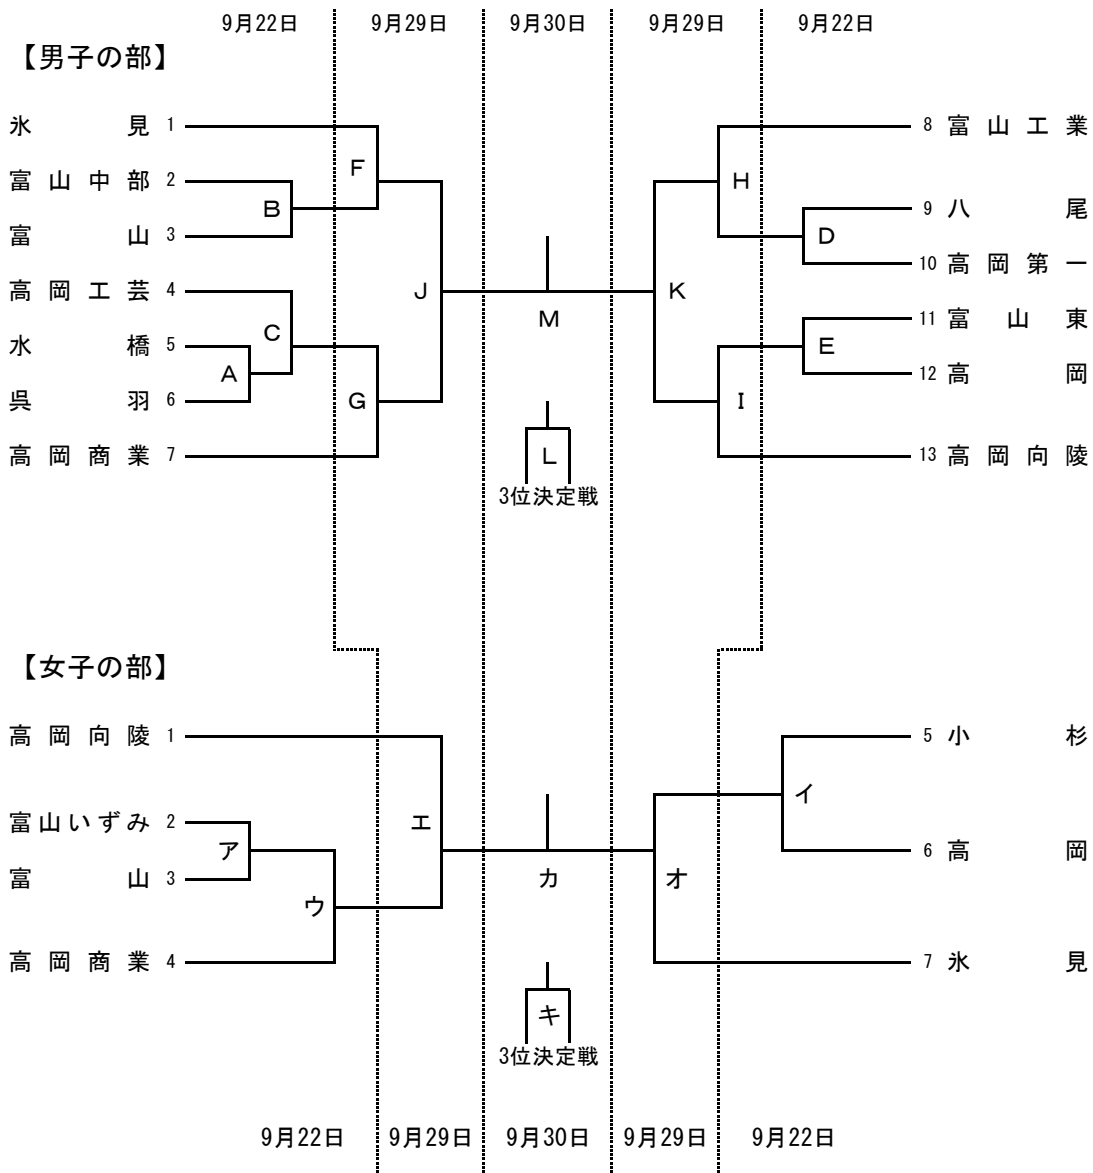 9月22日 9月29日 9月30日 9月29日 9月22日
【男子の部】
氷見 1
富山中部 2
富山 3
高岡工芸 4
水橋 5
呉羽 6
高岡商業 7
F
B
C
A
G
J
M
L
3位決定戦
K
H
D
E
I
8 富山工業
9 八尾
10 高岡第一
11 富山東
12 高岡
13 高岡向陵
【女子の部】
高岡向陵 1
富山いずみ 2
富山 3
高岡商業 4
ア
ウ
エ
カ
キ
3位決定戦
オ
イ
5 小杉
6 高岡
7 氷見
9月22日 9月29日 9月30日 9月29日 9月22日